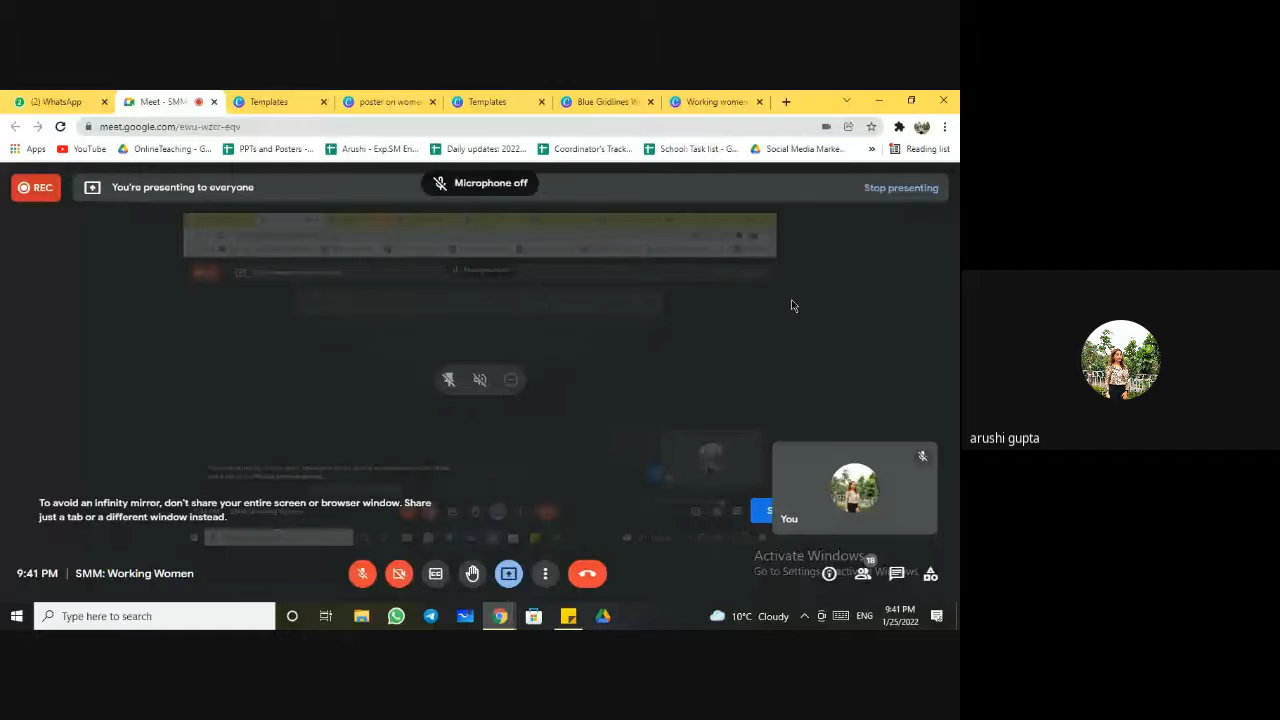 (2) WhatsApp
Meet - SMM
Templates
poster on wome
Templates
Blue Gridlines W
Working women
meet.google.com/ewu-wzcr-eqv
Apps
YouTube
OnlineTeaching - G...
PPTs and Posters -...
Arushi - Exp.SM En...
Daily updates: 2022...
Coordinator's Track...
School: Task list - G...
Social Media Marke...
»
Reading list
REC
You're presenting to everyone
Microphone off
Stop presenting
arushi gupta
To avoid an infinity mirror, don't share your entire screen or browser window. Share
just a tab or a different window instead.
S
You
Activate Windows
Go to Settings
Windows.
18
9:41 PM | SMM: Working Women
Type here to search
10°C Cloudy
ENG
9:41 PM
1/25/2022